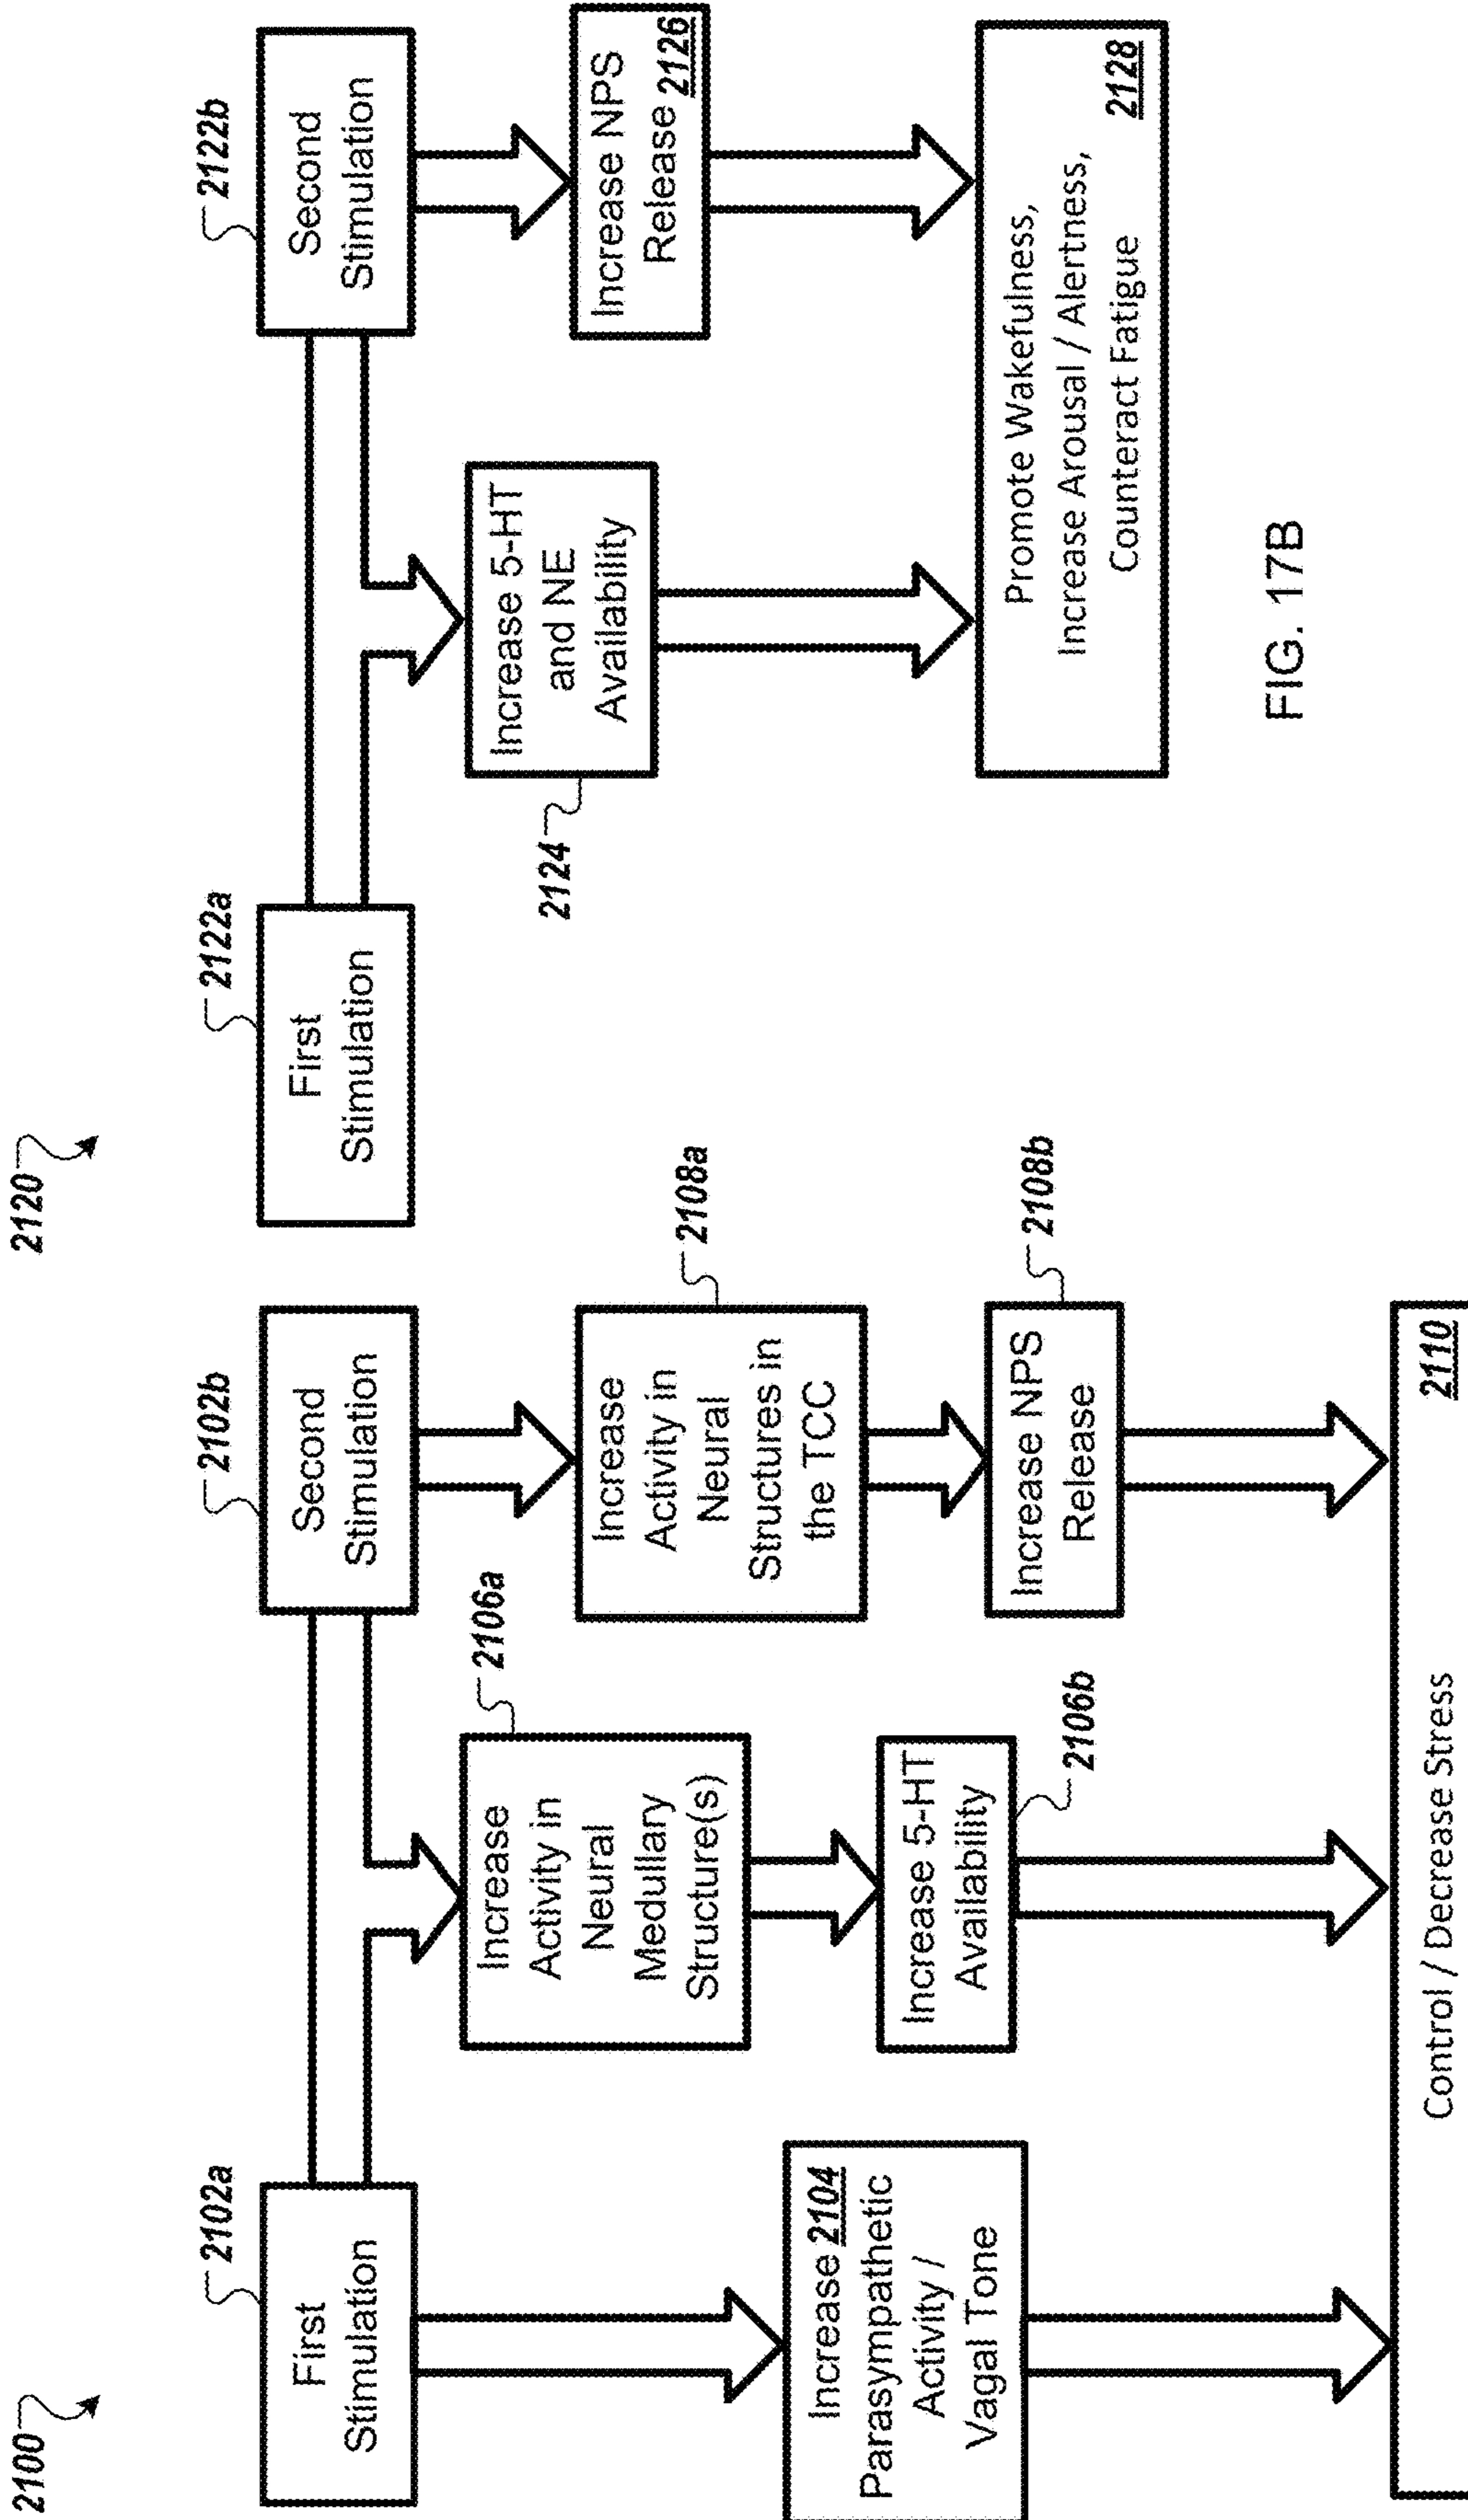 2100
2102a
First
Stimulation
2102b
Second
Stimulation
Increase 2104
Parasympathetic
Activity /
Vagal Tone
2106a
Increase
Activity in
Neural
Medullary
Structure(s)
Increase 5-HT
Availability
2106b
2108a
Increase
Activity in
Neural
Structures in
the TCC
2108b
Increase NPS
Release
2110
Control / Decrease Stress
2120
2122a
First
Stimulation
2122b
Second
Stimulation
2124
Increase 5-HT
and NE
Availability
Increase NPS
Release 2126
Promote Wakefulness,
Increase Arousal / Alertness,
Counteract Fatigue
2128
FIG. 17B